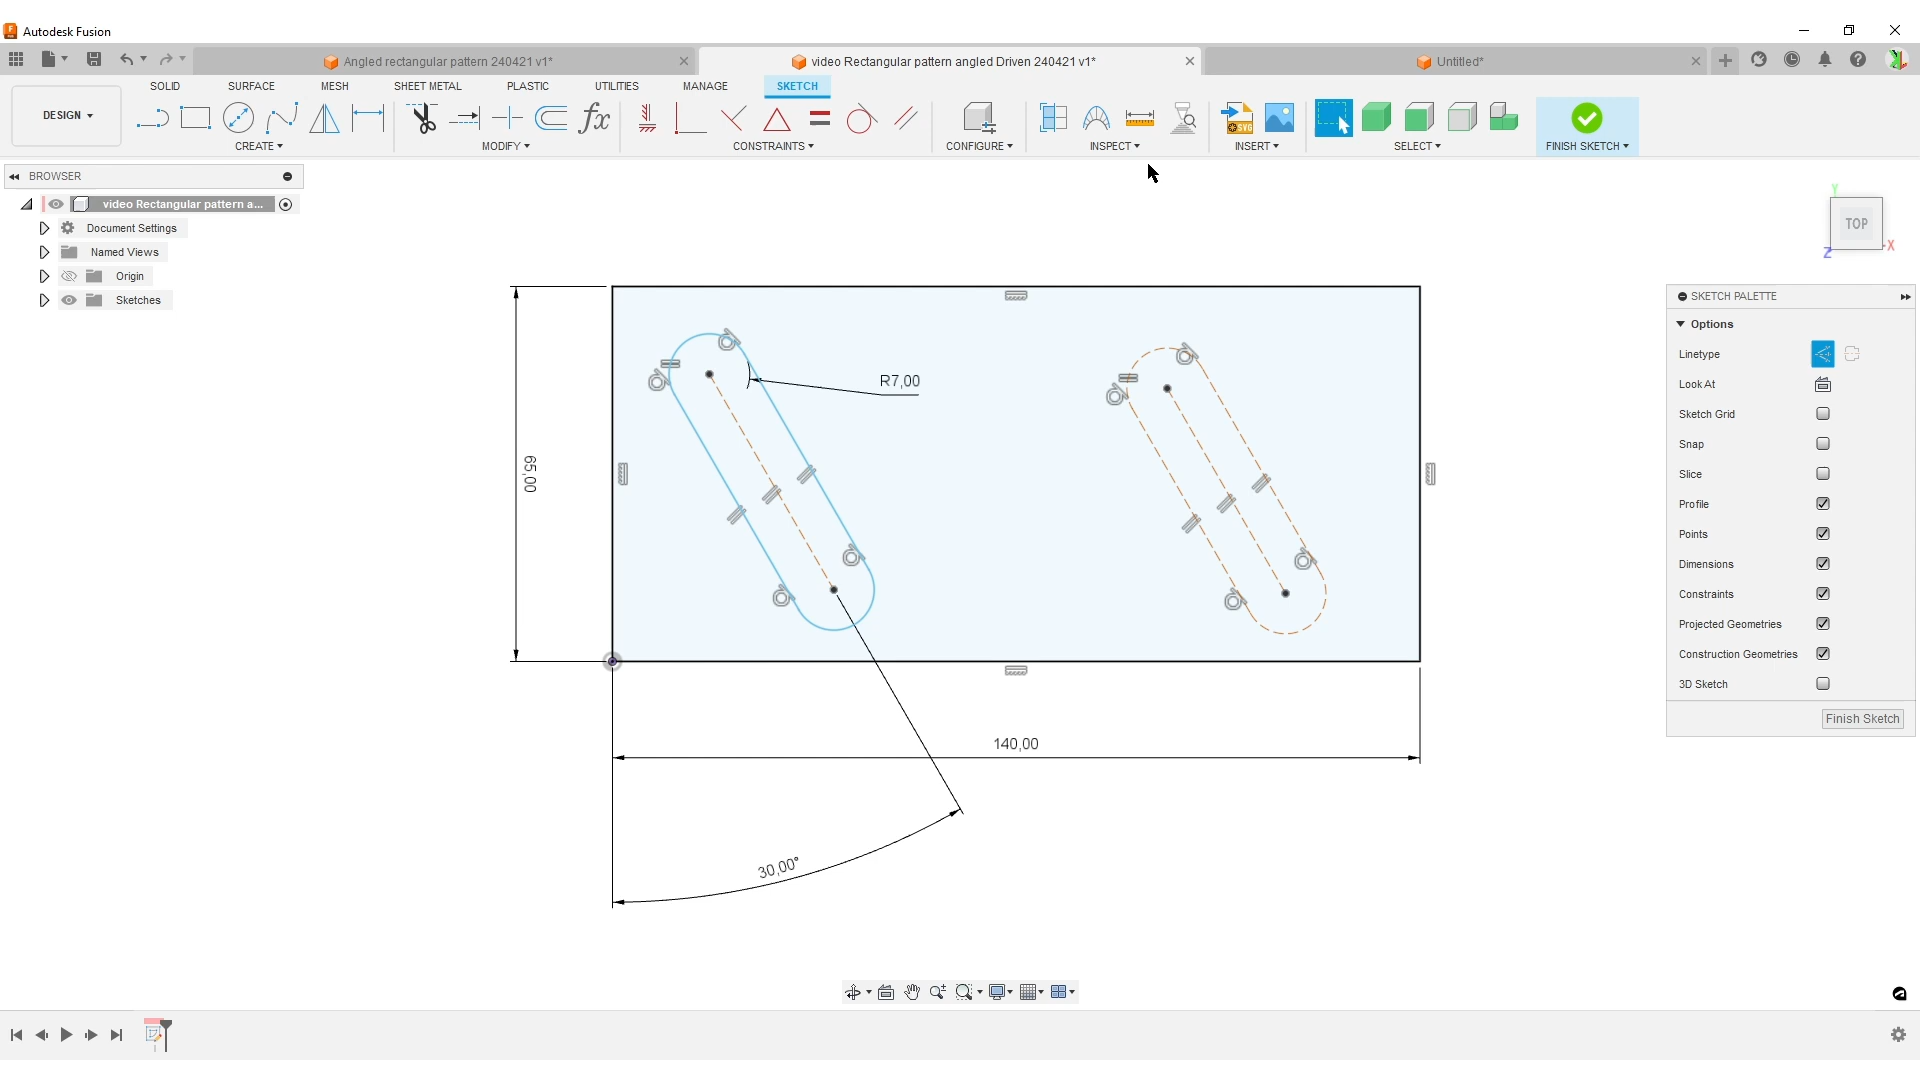 Autodesk Fusion
Angled rectangular pattern 240421 v1*
video Rectangular pattern angled Driven 240421 v1*
Untitled*
SOLID
SURFACE
MESH
SHEET METAL
PLASTIC
UTILITIES
MANAGE
SKETCH
DESIGN
CREATE
MODIFY
CONSTRAINTS
CONFIGURE
INSPECT
INSERT
SELECT
FINISH SKETCH
fx
SVG
BROWSER
video Rectangular pattern a...
Document Settings
Named Views
Origin
Sketches
Y
TOP
X
Z
SKETCH PALETTE
Options
Linetype
Look At
Sketch Grid
Snap
Slice
Profile
Points
Dimensions
Constraints
Projected Geometries
Construction Geometries
3D Sketch
Finish Sketch
R7,00
65,00
140,00
30,00°